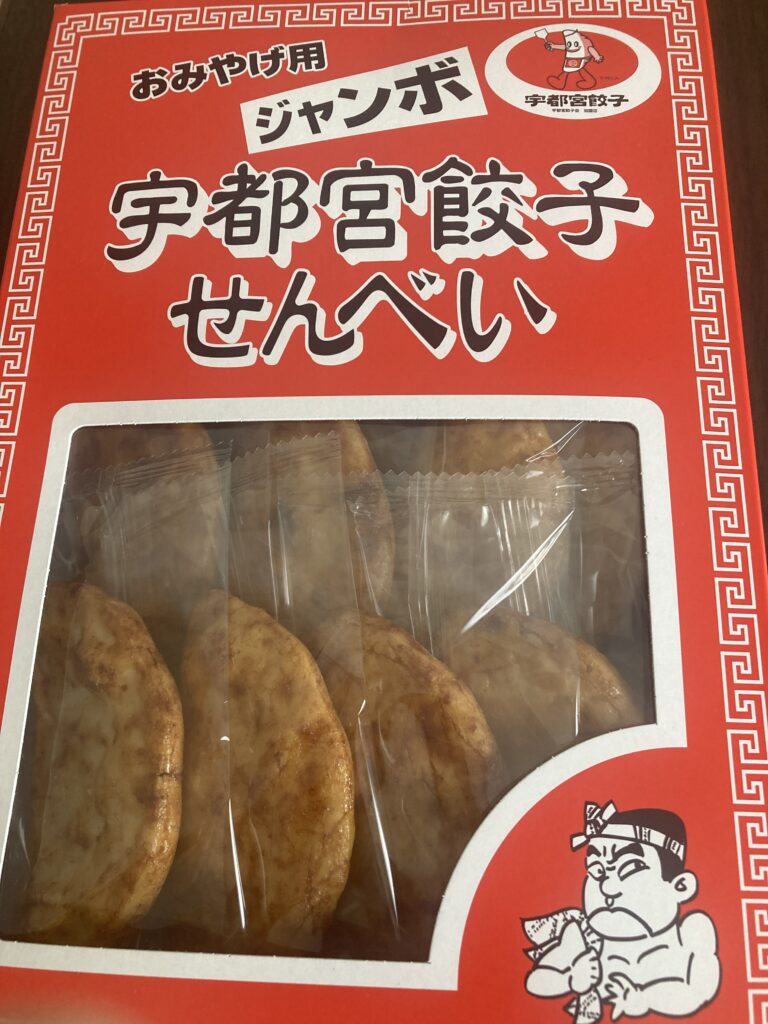 おみやげ用
ジャンボ
宇都宮餃子
せんべい
宇都宮餃子